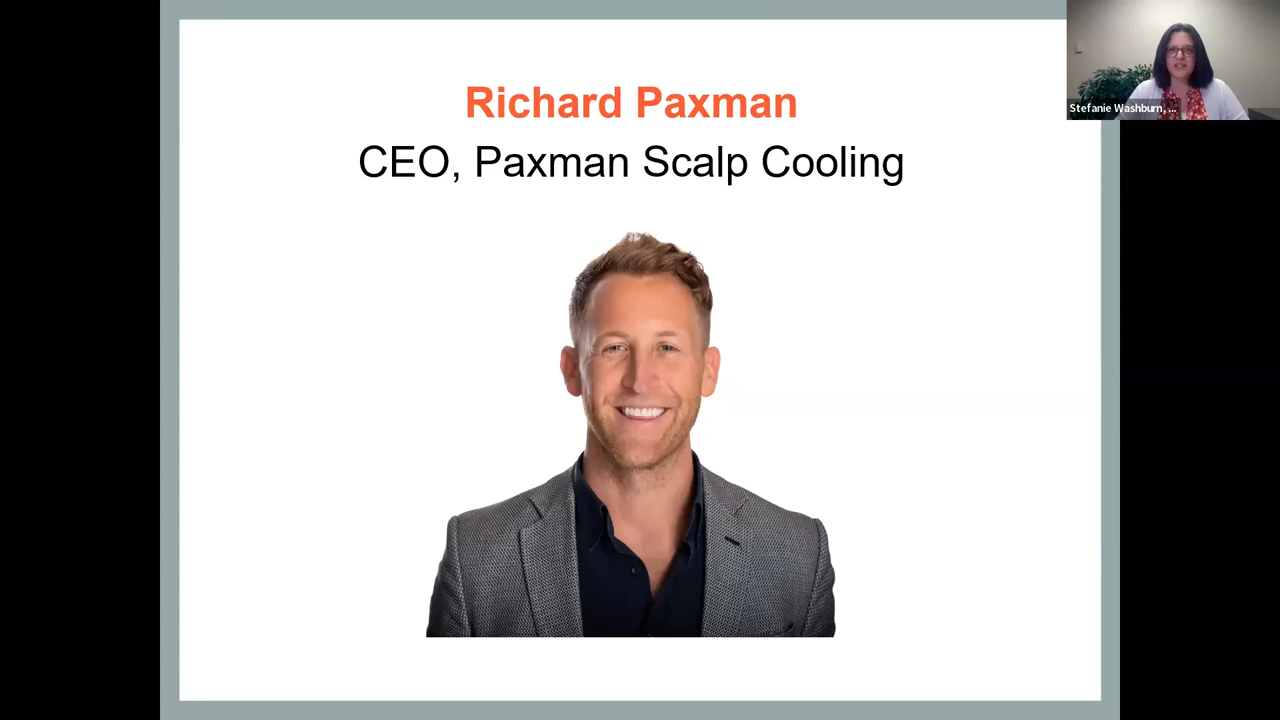 Richard Paxman
CEO, Paxman Scalp Cooling
Stefanie Washburn, ...